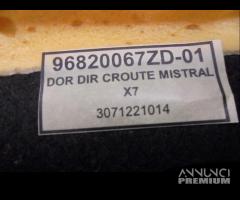 96820067ZD-01
DOR DIR CROUTE MISTRAL
X7
3071221014
ANNUNCI
PREMIUM